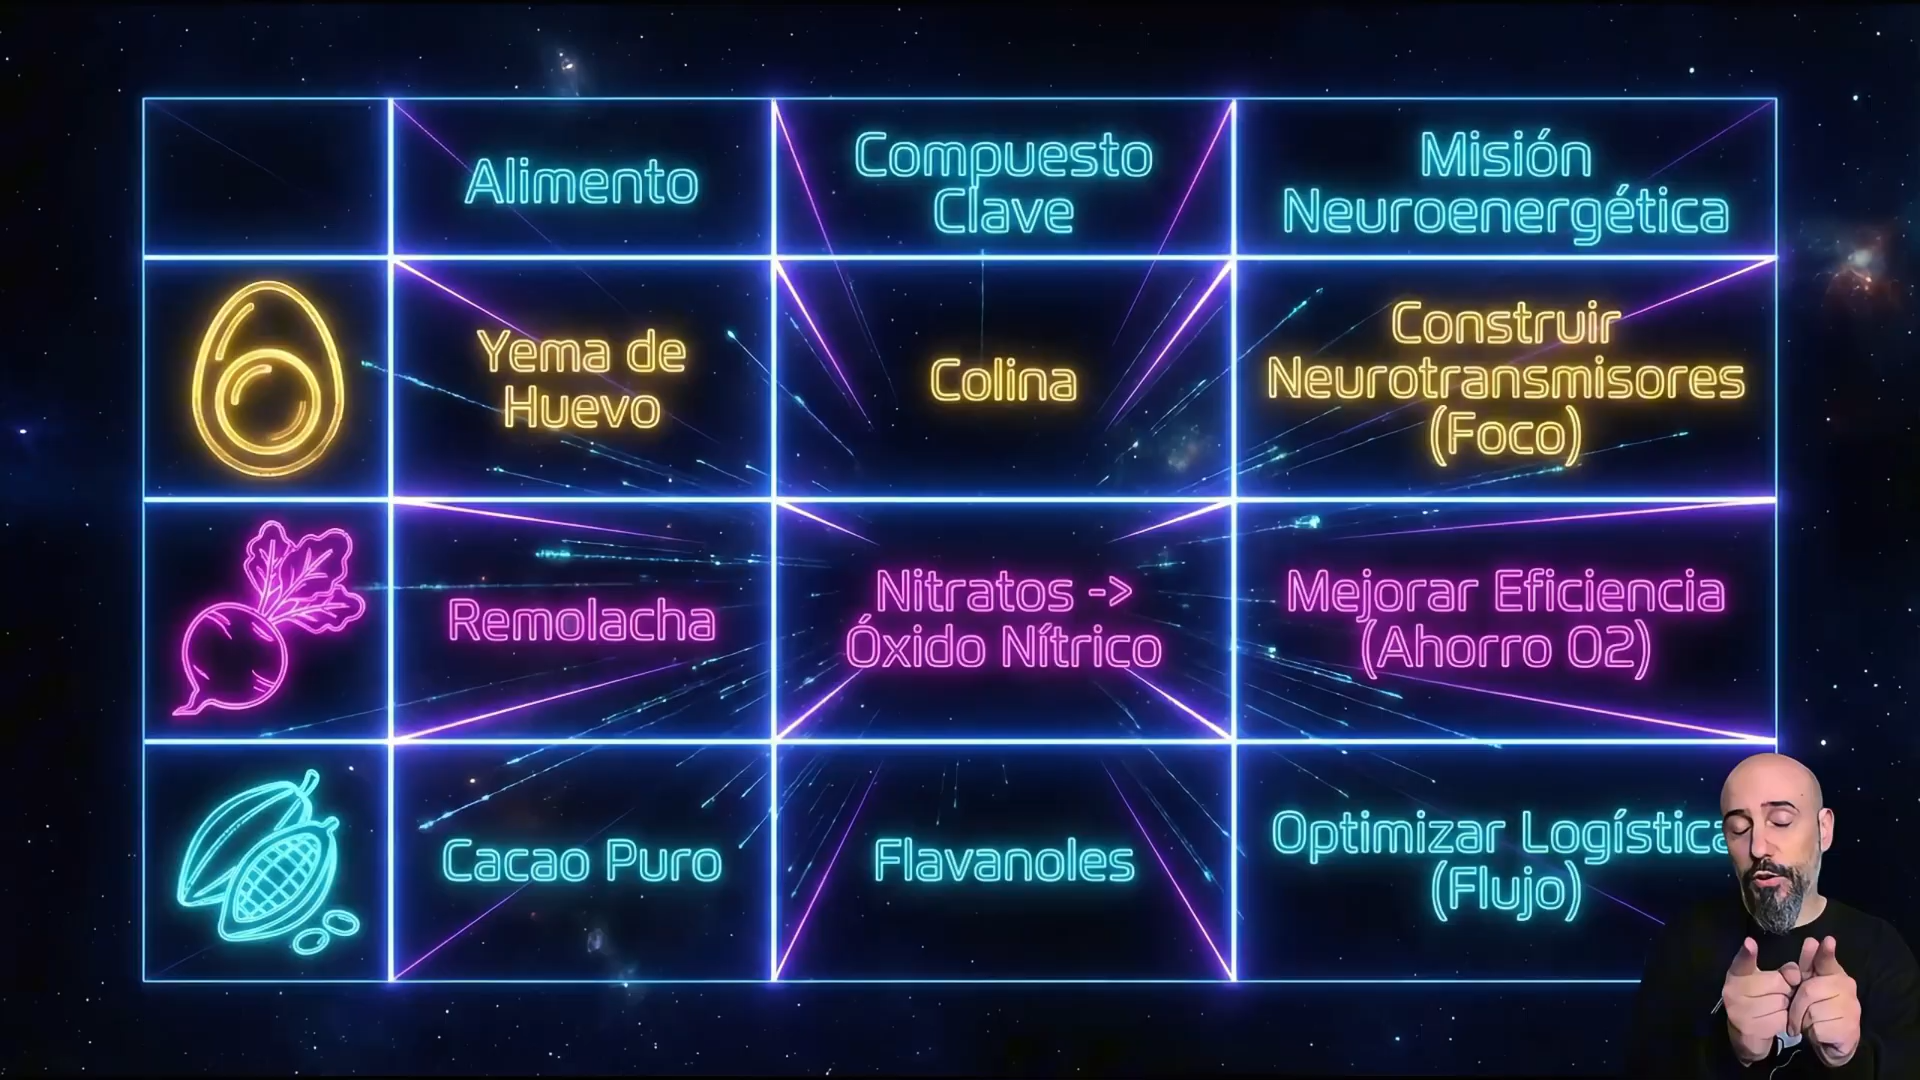 Alimento
Compuesto
Clave
Misión
Neuroenergética
Yema de
Huevo
Colina
Construir
Neurotransmisores
(Foco)
Remolacha
Nitratos ->
Óxido Nítrico
Mejorar Eficiencia
(Ahorro O2)
Cacao Puro
Flavanoles
Optimizar Logística
(Flujo)